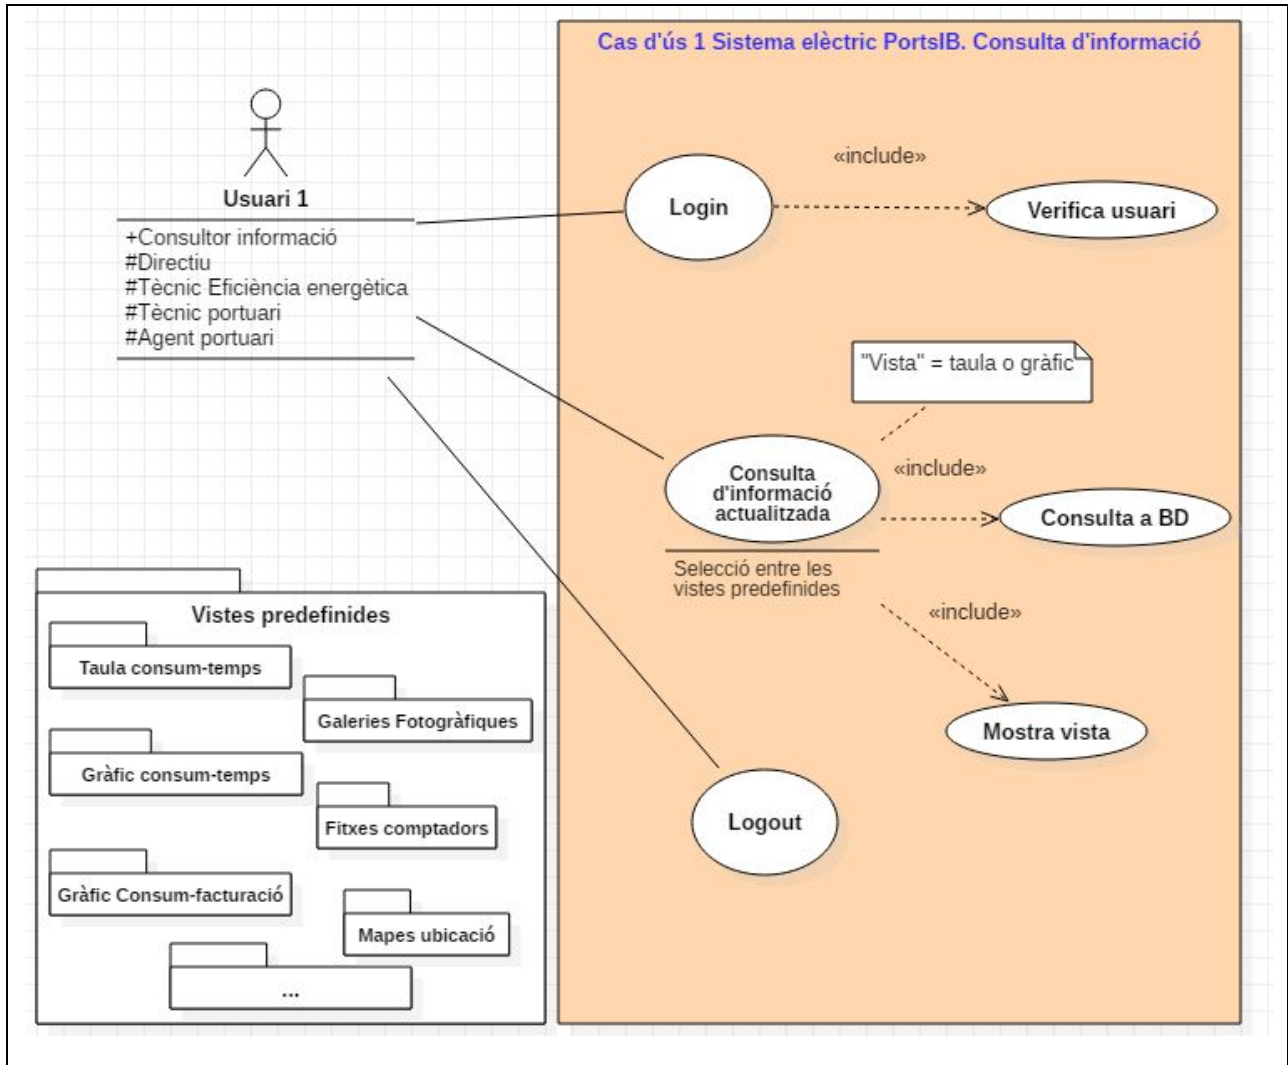 Cas d'ús 1 Sistema elèctric PortsIB. Consulta d'informació
Usuari 1
+Consultor informació
#Directiu
#Tècnic Eficiència energètica
#Tècnic portuari
#Agent portuari
Login
«include»
Verifica usuari
"Vista" = taula o gràfic
Consulta
d'informació
actualitzada
«include»
Consulta a BD
Selecció entre les
vistes predefinides
«include»
Mostra vista
Logout
Vistes predefinides
Taula consum-temps
Galeries Fotogràfiques
Gràfic consum-temps
Fitxes comptadors
Gràfic Consum-facturació
Mapes ubicació
...